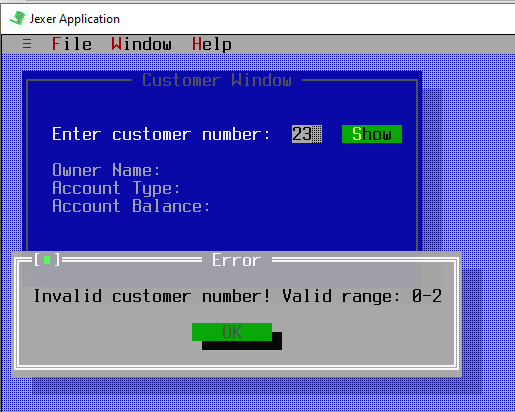 Jexer Application
≡ File Window Help
Customer Window
Enter customer number: 23 Show
Owner Name:
Account Type:
Account Balance:
[■] Error
Invalid customer number! Valid range: 0-2
OK